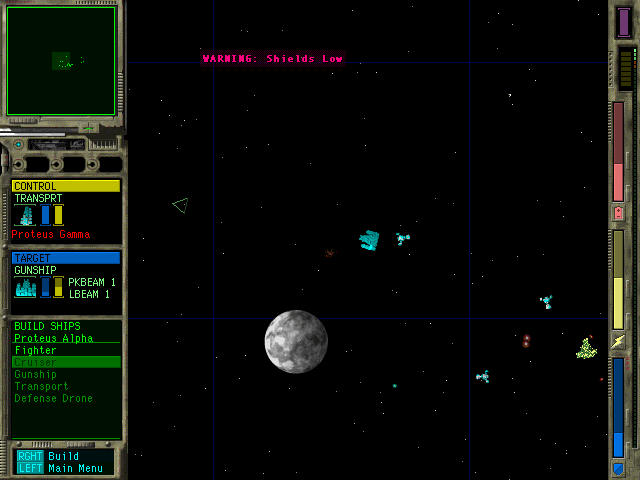 WARNING: Shields Low
CONTROL
TRANSPRT
Proteus Gamma
TARGET
GUNSHIP
PKBEAM 1
LBEAM 1
BUILD SHIPS
Proteus Alpha
Fighter
Cruiser
Gunship
Transport
Defense Drone
RGHT Build
LEFT Main Menu